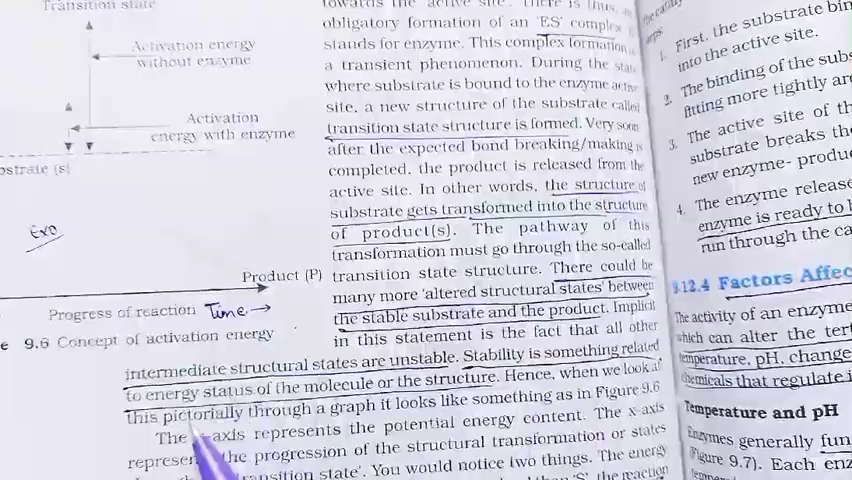 Transition state
Activation energy
without enzyme
Activation
energy with enzyme
bstrate (s)
Exo
Product (P)
Progress of reaction Time→
e 9.6 Concept of activation energy
towards the active site. There is thus, an
obligatory formation of an 'ES' complex
stands for enzyme. This complex formation is
a transient phenomenon. During the state
where substrate is bound to the enzyme active
site, a new structure of the substrate called
transition state structure is formed. Very soon
after the expected bond breaking/making is
completed, the product is released from the
active site. In other words, the structure of
substrate gets transformed into the structure
of product(s). The pathway of this
transformation must go through the so-called
transition state structure. There could be
many more 'altered structural states' between
the stable substrate and the product. Implicit
in this statement is the fact that all other
intermediate structural states are unstable. Stability is something related
to energy status of the molecule or the structure. Hence, when we look at
this pictorially through a graph it looks like something as in Figure 9.6
The -axis represents the potential energy content. The x-axis
represen the progression of the structural transformation or states
ansition state'. You would notice two things. The energy
'S' the reaction
the cataly
1. First, the substrate bin
into the active site.
2. The binding of the subs
fitting more tightly ar
3. The active site of th
substrate breaks the
new enzyme- produ
4. The enzyme release
enzyme is ready to b
run through the ca
9.12.4 Factors Affec
The activity of an enzyme
which can alter the tert
temperature, pH, change
chemicals that regulate i
Temperature and pH
Enzymes generally fun
(Figure 9.7). Each enz